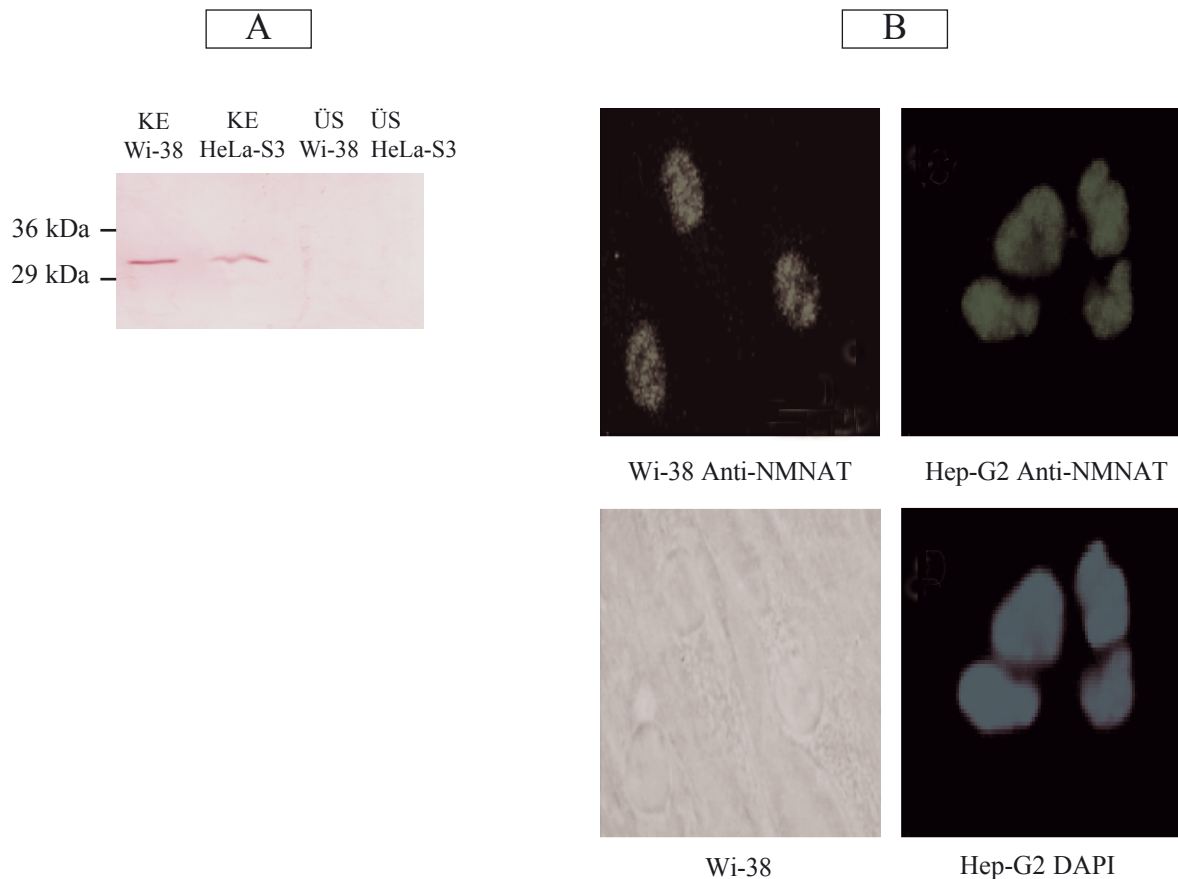 A
B
KE KE ÜS ÜS
Wi-38 HeLa-S3 Wi-38 HeLa-S3
36 kDa
29 kDa
Wi-38 Anti-NMNAT
Hep-G2 Anti-NMNAT
Wi-38
Hep-G2 DAPI